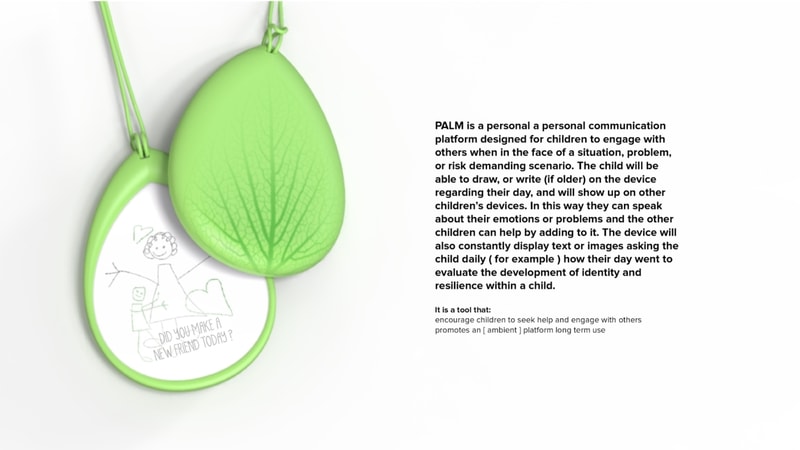 DID YOU MAKE A
NEW FRIEND TODAY ?
PALM is a personal a personal communication
platform designed for children to engage with
others when in the face of a situation, problem,
or risk demanding scenario. The child will be
able to draw, or write (if older) on the device
regarding their day, and will show up on other
children's devices. In this way they can speak
about their emotions or problems and the other
children can help by adding to it. The device will
also constantly display text or images asking the
child daily ( for example ) how their day went to
evaluate the development of identity and
resilience within a child.
It is a tool that:
encourage children to seek help and engage with others
promotes an [ ambient ] platform long term use